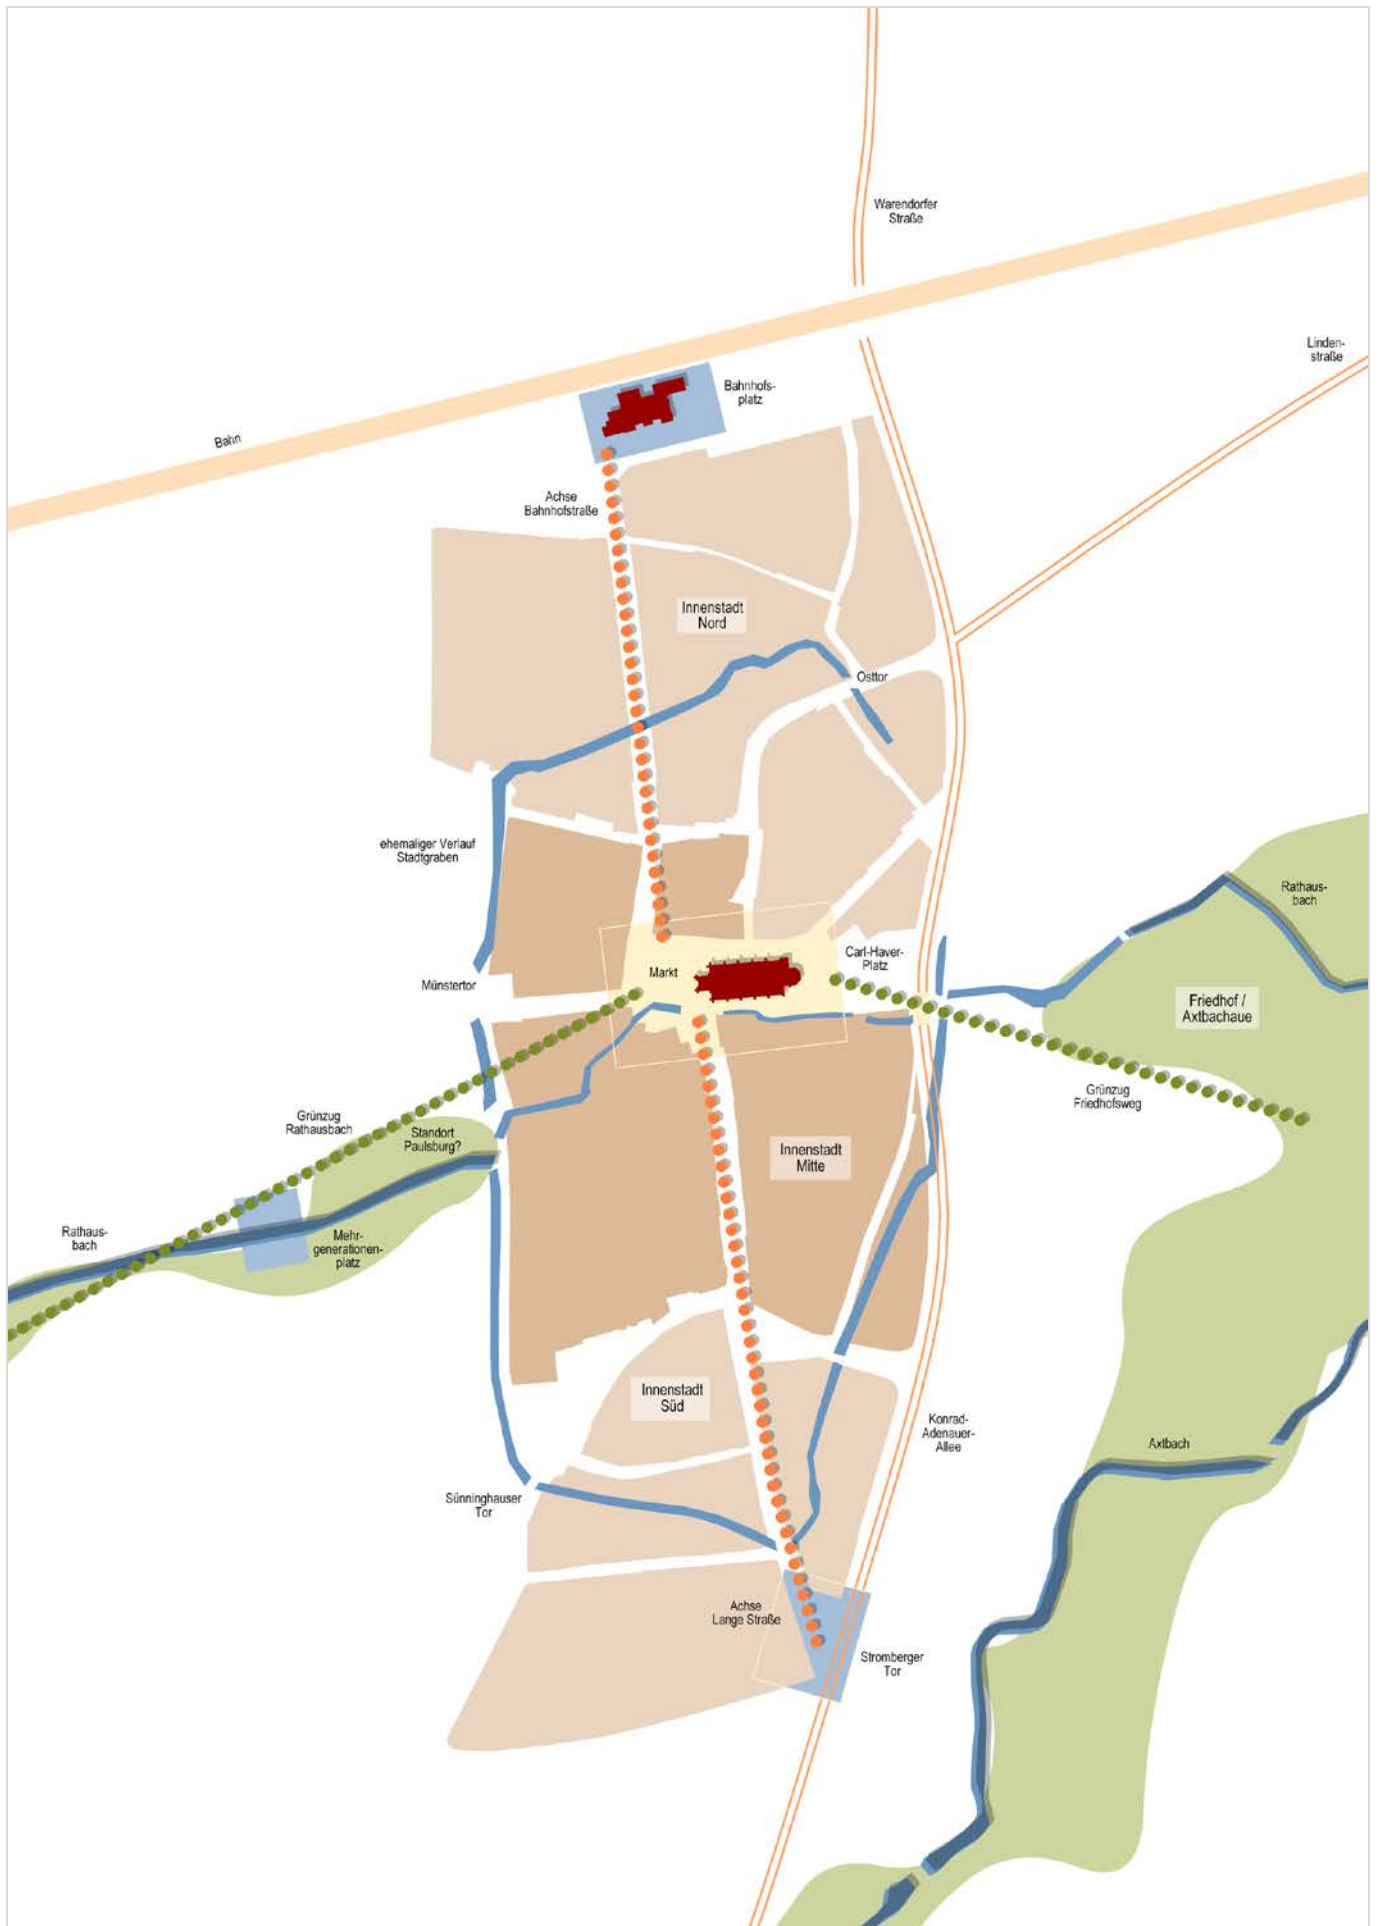 Warendorfer
Straße
Linden-
straße
Bahnhofs-
platz
Bahn
Achse
Bahnhofstraße
Innenstadt
Nord
Osttor
ehemaliger Verlauf
Stadtgraben
Rathaus-
bach
Carl-Haver-
Platz
Markt
Münstertor
Friedhof /
Axtbachaue
Grünzug
Friedhofsweg
Grünzug
Rathausbach
Standort
Paulsburg?
Innenstadt
Mitte
Rathaus-
bach
Mehr-
generationen-
platz
Innenstadt
Süd
Konrad-
Adenauer-
Allee
Axtbach
Sünninghauser
Tor
Achse
Lange Straße
Stromberger
Tor